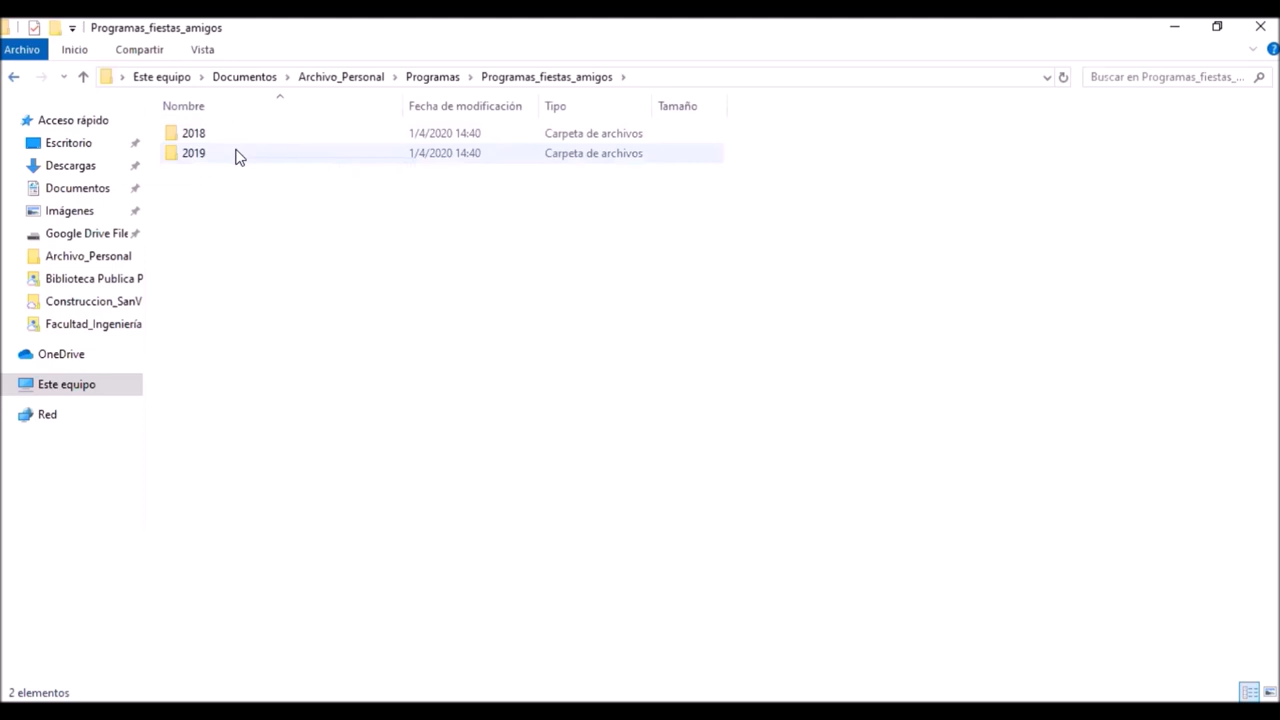 Programas_fiestas_amigos
Archivo Inicio Compartir Vista
Este equipo Documentos Archivo_Personal Programas Programas_fiestas_amigos Buscar en Programas_fiestas_...
Nombre Fecha de modificación Tipo Tamaño
Acceso rápido
2018 1/4/2020 14:40 Carpeta de archivos
Escritorio
2019 1/4/2020 14:40 Carpeta de archivos
Descargas
Documentos
Imágenes
Google Drive File
Archivo_Personal
Biblioteca Publica P
Construccion_SanV
Facultad_Ingeniería
OneDrive
Este equipo
Red
2 elementos